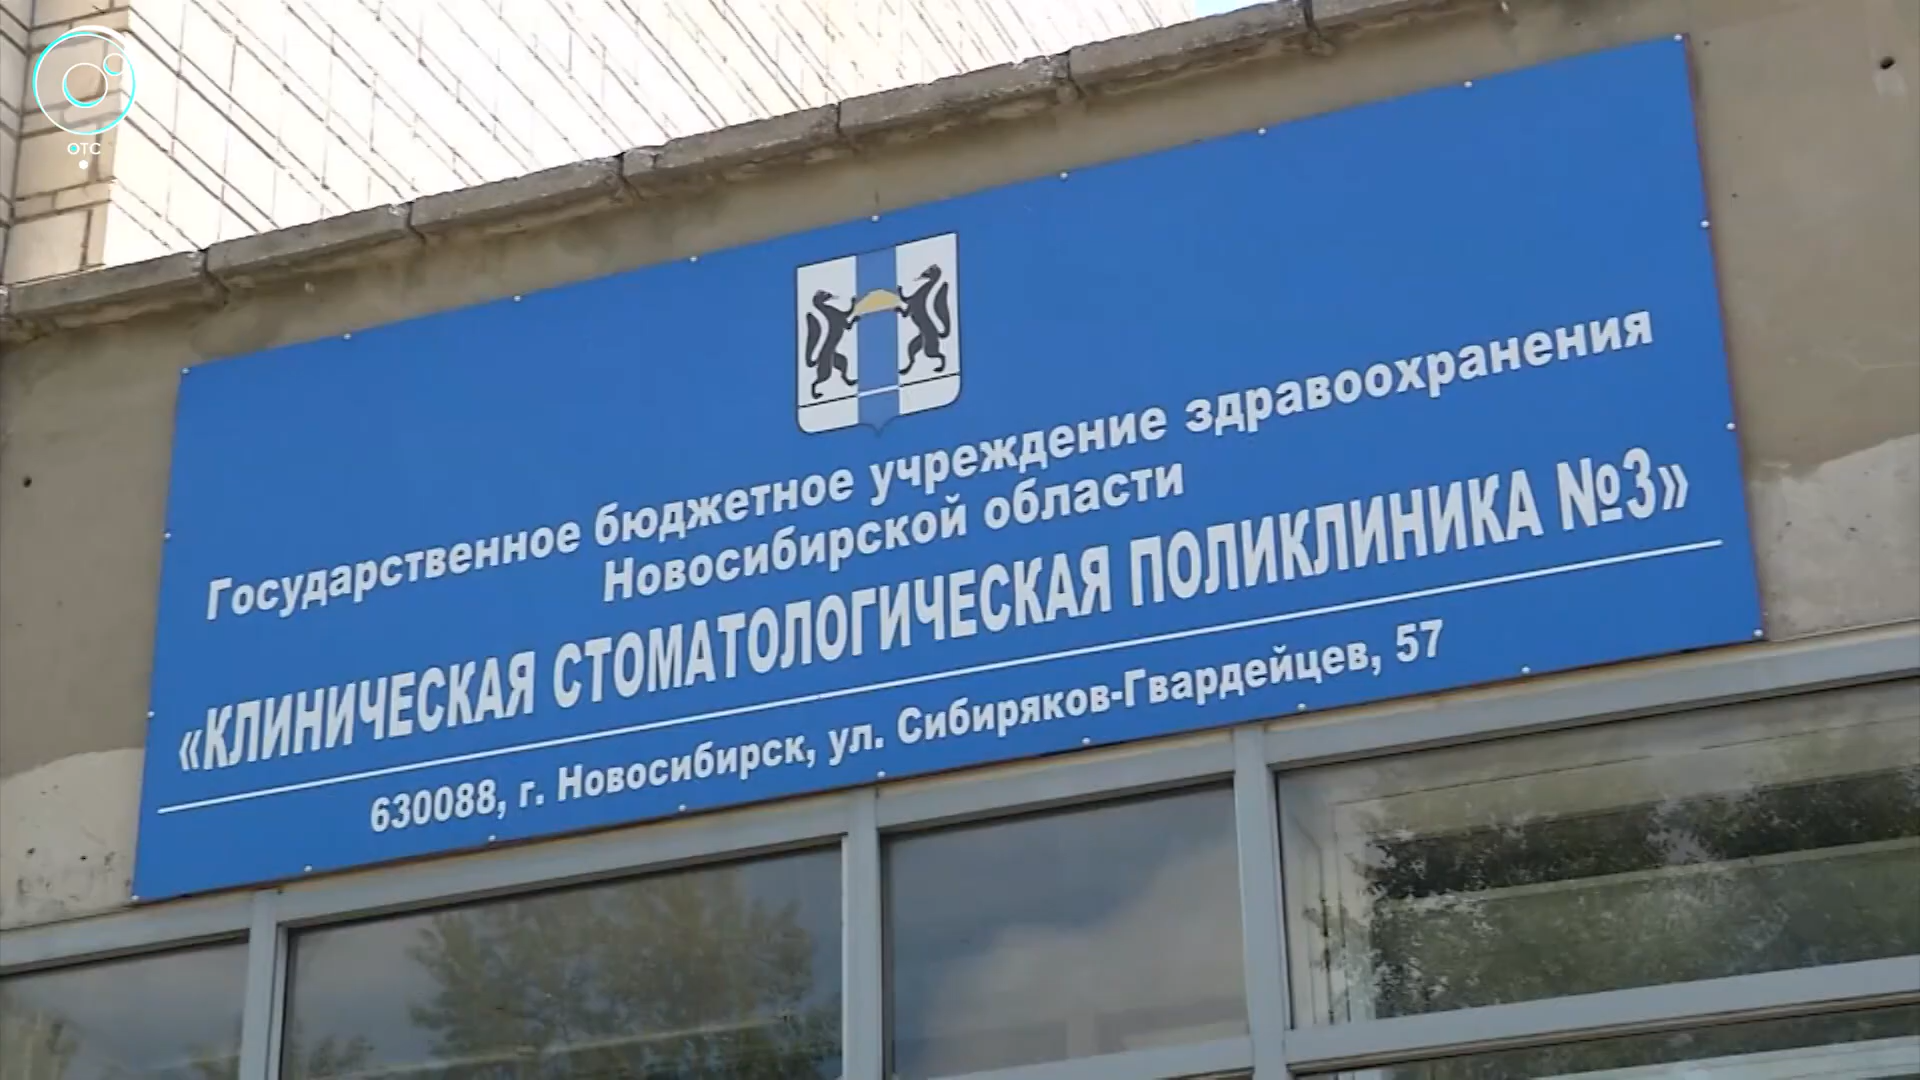 ОТС
Государственное бюджетное учреждение здравоохранения
Новосибирской области
«КЛИНИЧЕСКАЯ СТОМАТОЛОГИЧЕСКАЯ ПОЛИКЛИНИКА №3»
630088, г. Новосибирск, ул. Сибиряков-Гвардейцев, 57